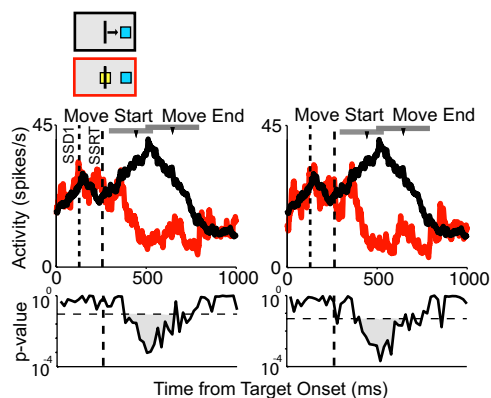 Move Start Move End Move Start Move End
45 45
SSD1 SSRT
Activity (spikes/s)
0 0
0 500 1000 0 500 1000
10^0 10^0
p-value
10^-4 10^-4
Time from Target Onset (ms)